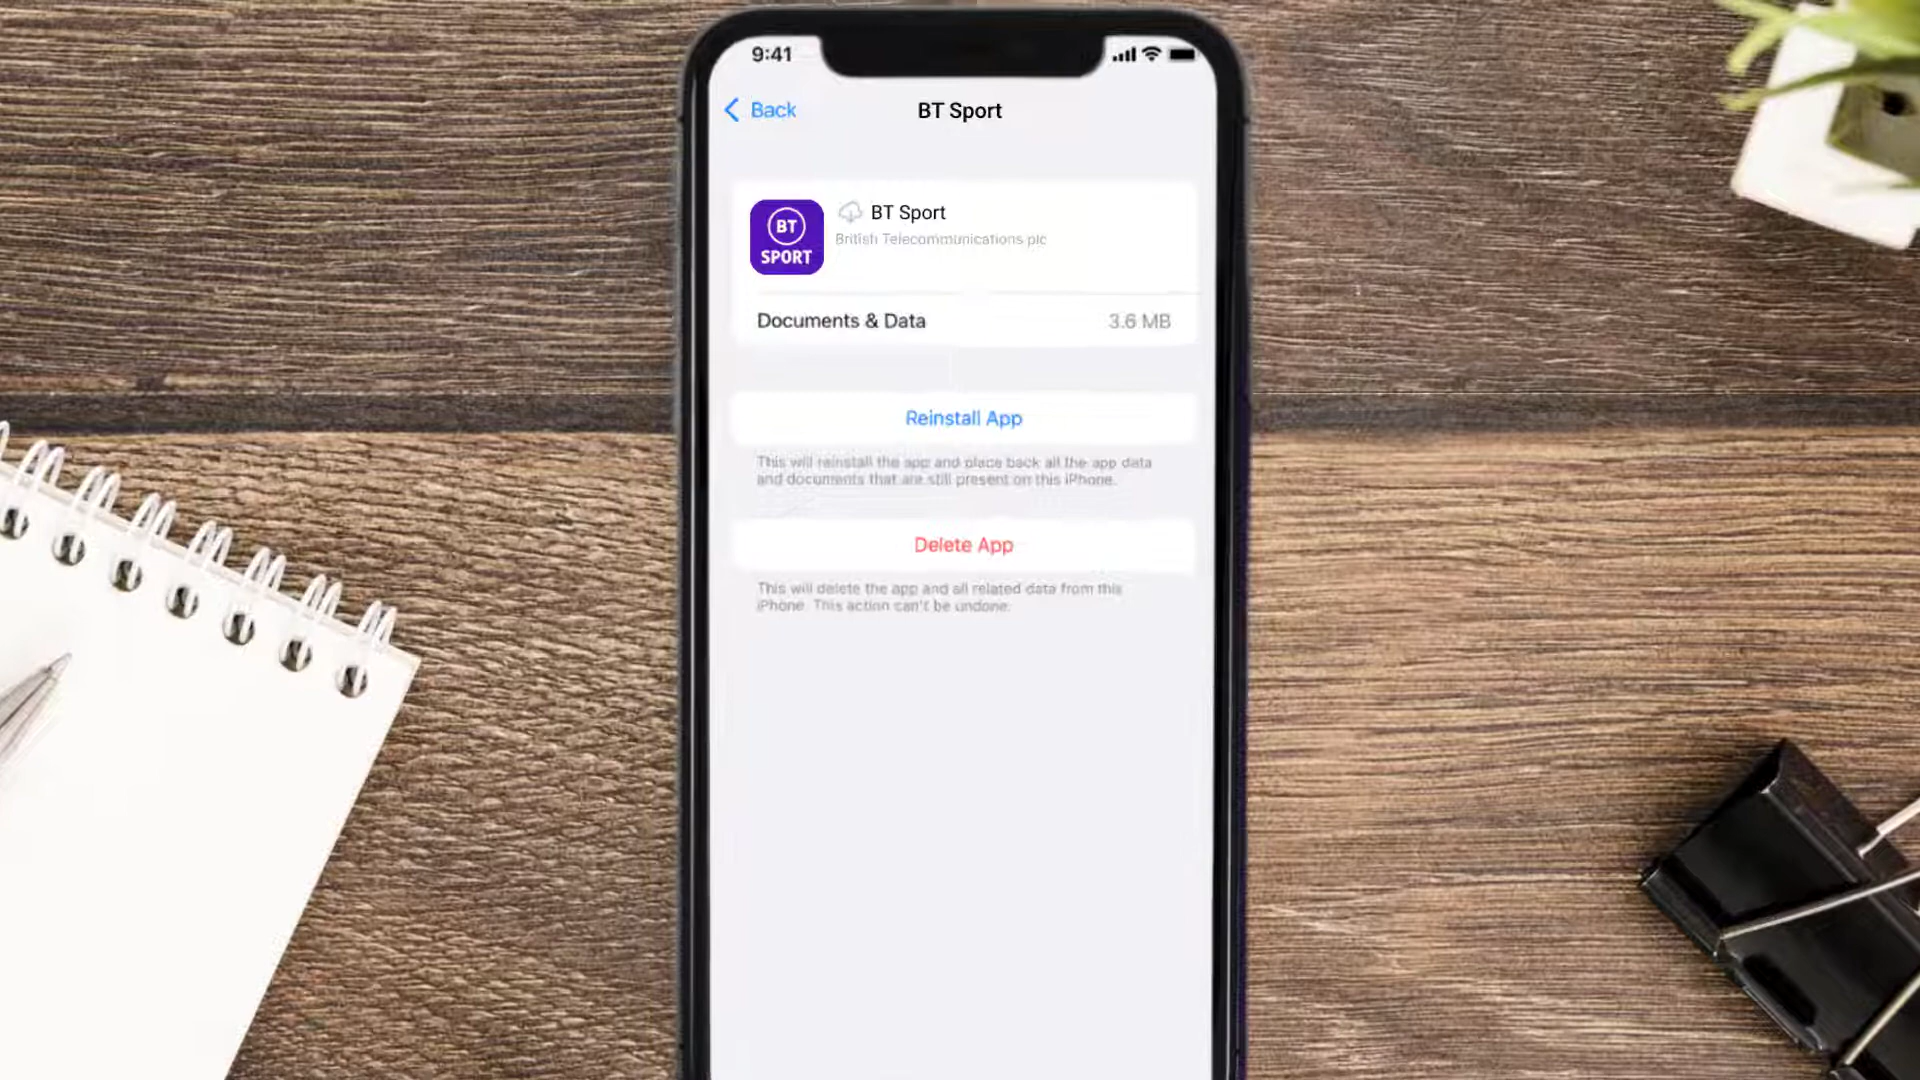 9:41
Back
BT Sport
BT
SPORT
BT Sport
British Telecommunications plc
Documents & Data
3.6 MB
Reinstall App
This will reinstall the app and place back all the app data
and documents that are still present on this iPhone.
Delete App
This will delete the app and all related data from this
iPhone. This action can't be undone.